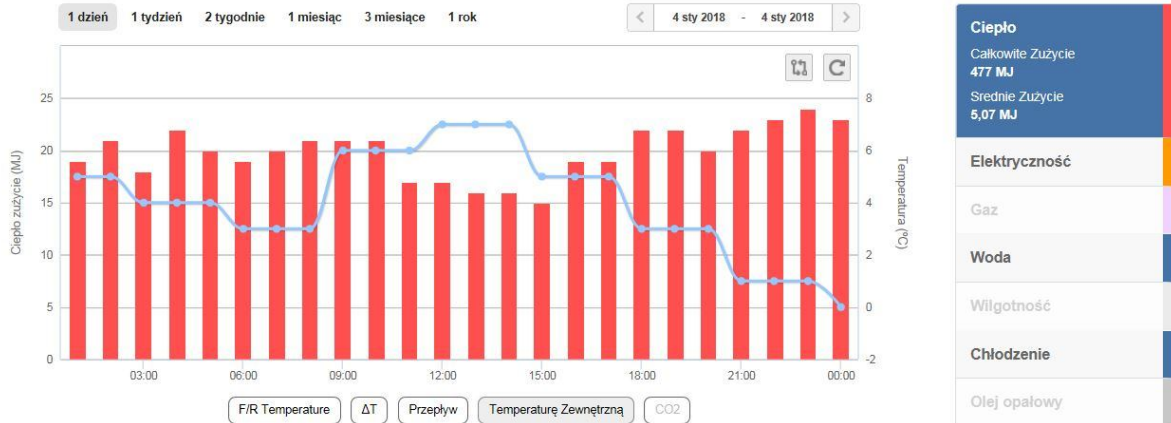 1 dzień 1 tydzień 2 tygodnie 1 miesiąc 3 miesiące 1 rok
4 sty 2018 - 4 sty 2018
Ciepło zużycie (MJ)
25
20
15
10
5
0
8
6
4
2
0
-2
Temperatura (ºC)
03:00 06:00 09:00 12:00 15:00 18:00 21:00 00:00
F/R Temperature ΔT Przepływ Temperaturę Zewnętrzną CO2
Ciepło
Całkowite Zużycie
477 MJ
Srednie Zużycie
5,07 MJ
Elektryczność
Gaz
Woda
Wilgotność
Chłodzenie
Olej opałowy